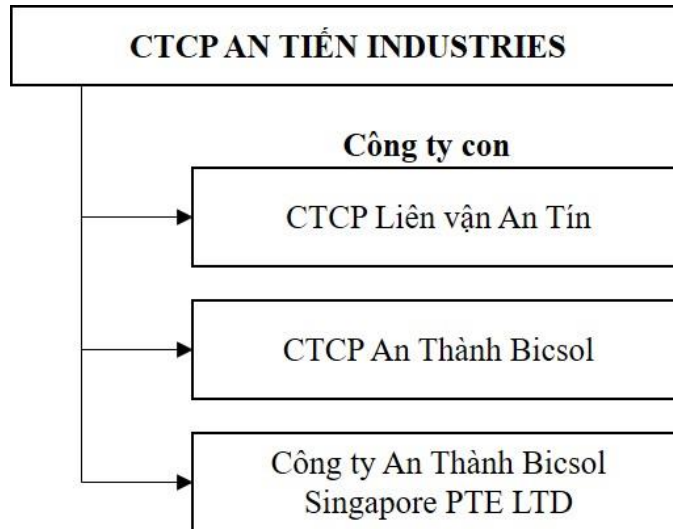 CTCP AN TIẾN INDUSTRIES
Công ty con
CTCP Liên vận An Tín
CTCP An Thành Bicsol
Công ty An Thành Bicsol
Singapore PTE LTD